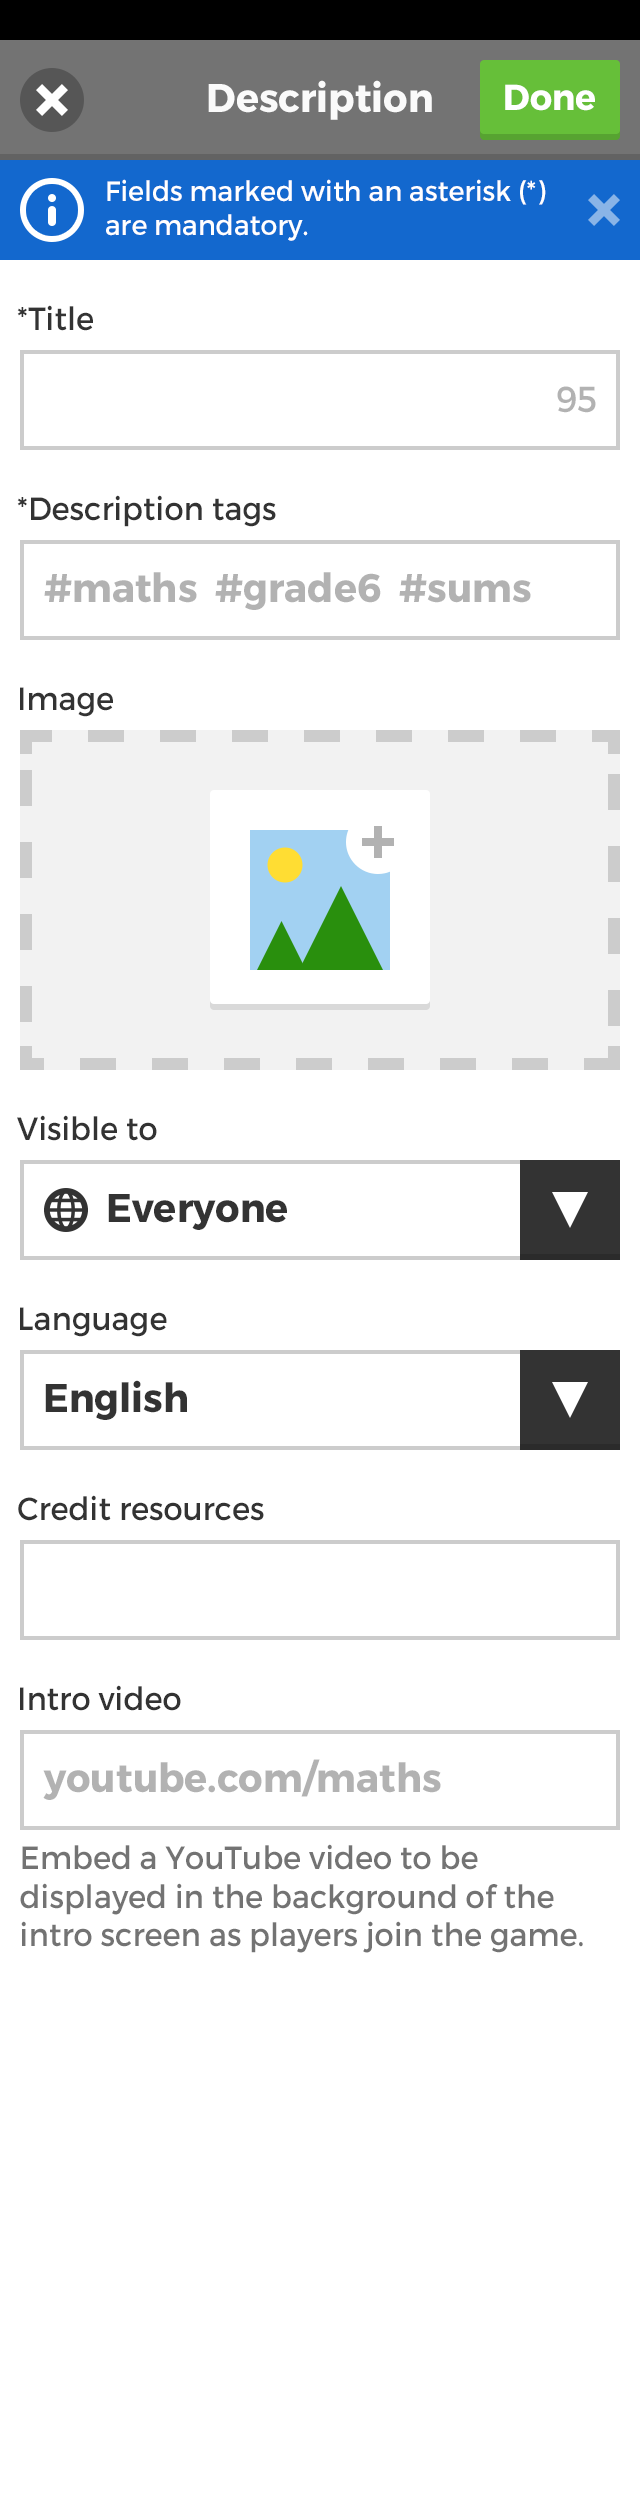 Description
Done
Fields marked with an asterisk (*)
are mandatory.
*Title
95
*Description tags
#maths #grade6 #sums
Image
Visible to
Everyone
Language
English
Credit resources
Intro video
youtube.com/maths
Embed a YouTube video to be
displayed in the background of the
intro screen as players join the game.